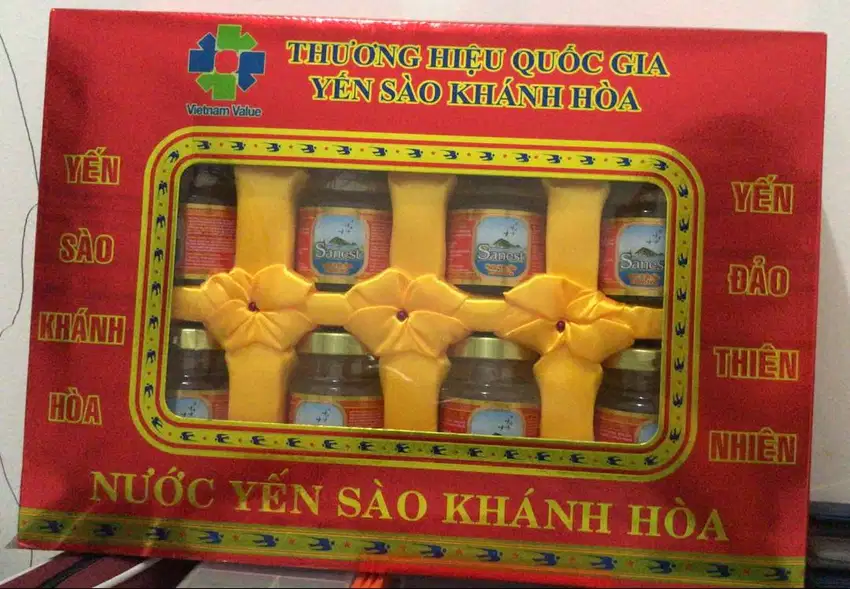 Vietnam Value
THƯƠNG HIỆU QUỐC GIA
YẾN SÀO KHÁNH HÒA
YẾN
SÀO
KHÁNH
HÒA
Sanest
Sanest
Sanest
YẾN
ĐẢO
THIÊN
NHIÊN
NƯỚC YẾN SÀO KHÁNH HÒA